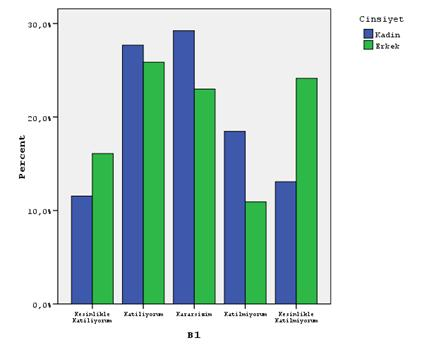 Cinsiyet
Kadin
Erkek
30,0%
20,0%
10,0%
0,0%
Percent
Kesinlikle Katiliyorum
Katiliyorum
Kararsizim
Katilmiyorum
Kesinlikle Katilmiyorum
B1